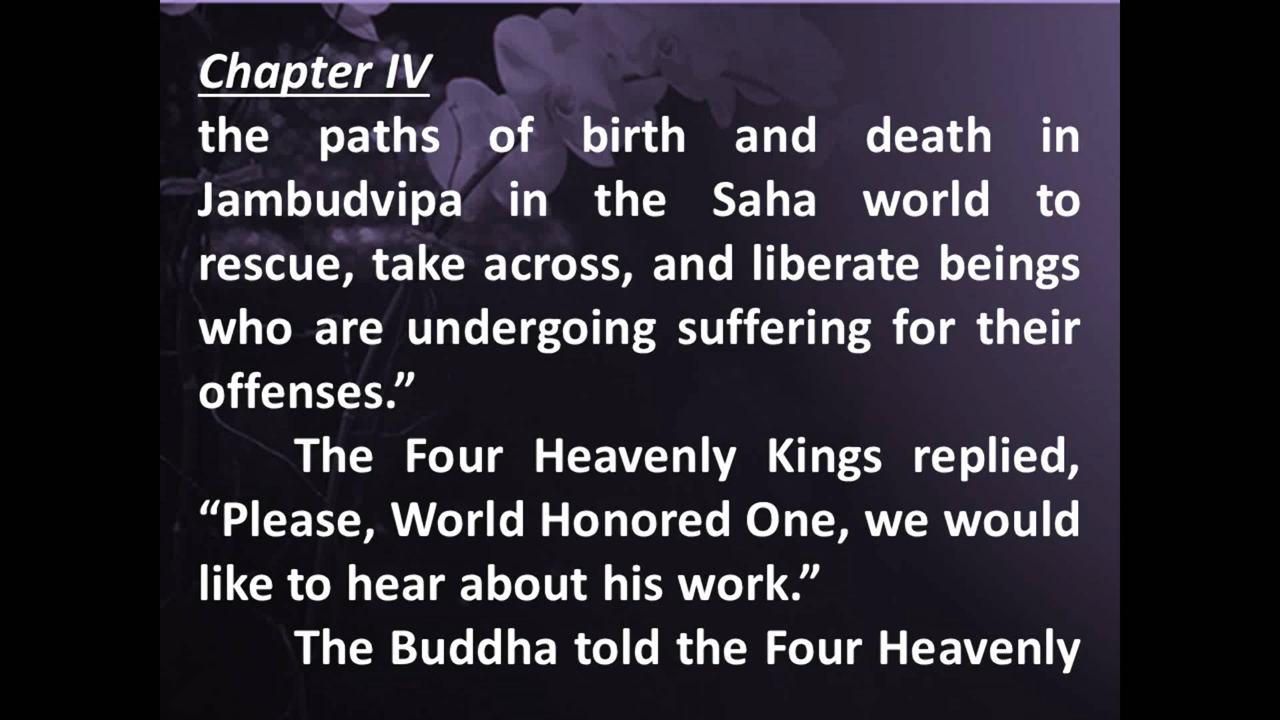 Chapter IV
the paths of birth and death in
Jambudvipa in the Saha world to
rescue, take across, and liberate beings
who are undergoing suffering for their
offenses.”
The Four Heavenly Kings replied,
“Please, World Honored One, we would
like to hear about his work.”
The Buddha told the Four Heavenly